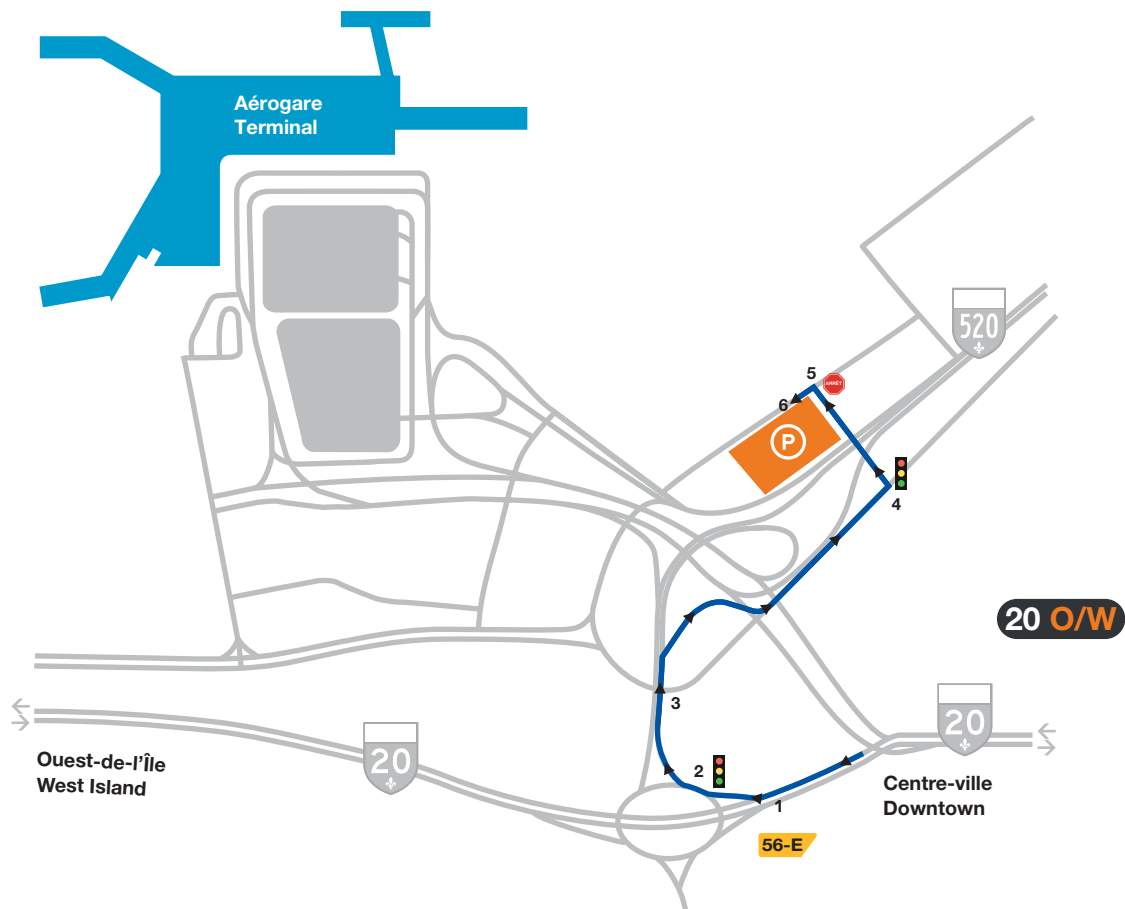 Aérogare
Terminal
520
5
ARRÊT
6
P
4
20 O/W
3
20
2
20
Ouest-de-l'Île
West Island
Centre-ville
Downtown
1
56-E